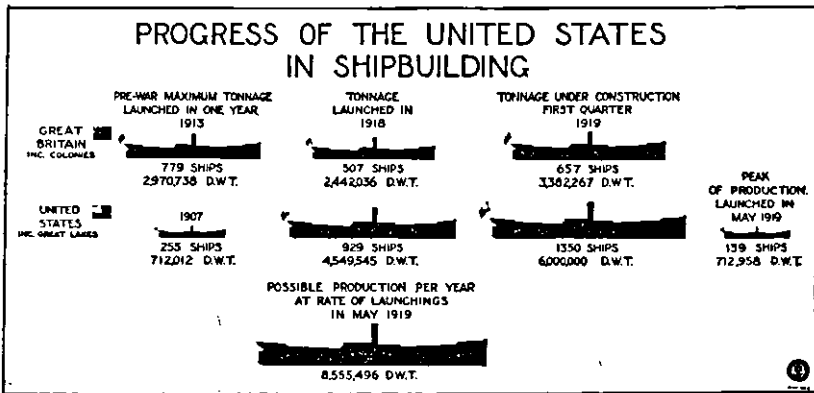 PROGRESS OF THE UNITED STATES
IN SHIPBUILDING
PRE-WAR MAXIMUM TONNAGE
LAUNCHED IN ONE YEAR
1913
TONNAGE
LAUNCHED IN
1918
TONNAGE UNDER CONSTRUCTION
FIRST QUARTER
1919
GREAT
BRITAIN
INC. COLONIES
779 SHIPS
2,970,738 D.W.T.
507 SHIPS
2,442,036 D.W.T.
657 SHIPS
3,382,267 D.W.T.
PEAK
OF PRODUCTION.
LAUNCHED IN
MAY 1919
UNITED
STATES
INC. GREAT LAKES
1907
255 SHIPS
712,012 D.W.T.
929 SHIPS
4,549,545 D.W.T.
1350 SHIPS
6,000,000 D.W.T.
139 SHIPS
712,958 D.W.T.
POSSIBLE PRODUCTION PER YEAR
AT RATE OF LAUNCHINGS
IN MAY 1919
8,555,496 D.W.T.